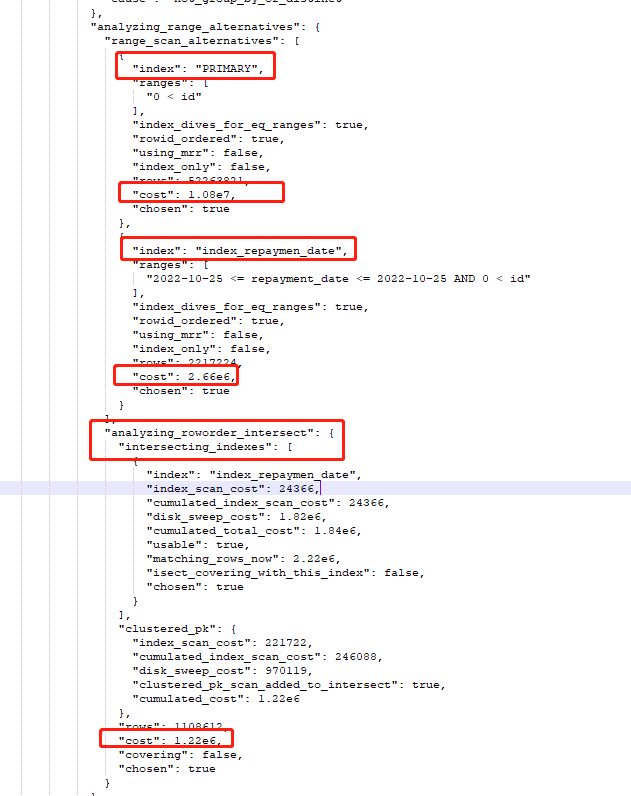 },
"analyzing_range_alternatives": {
"range_scan_alternatives": [
{
"index": "PRIMARY",
"ranges": [
"0 < id"
],
"index_dives_for_eq_ranges": true,
"rowid_ordered": true,
"using_mrr": false,
"index_only": false,
"rows": 52263821,
"cost": 1.08e7,
"chosen": true
},
{
"index": "index_repaymen_date",
"ranges": [
"2022-10-25 <= repayment_date <= 2022-10-25 AND 0 < id"
],
"index_dives_for_eq_ranges": true,
"rowid_ordered": true,
"using_mrr": false,
"index_only": false,
"rows": 2217224,
"cost": 2.66e6,
"chosen": true
}
],
"analyzing_roworder_intersect": {
"intersecting_indexes": [
{
"index": "index_repaymen_date",
"index_scan_cost": 24366,
"cumulated_index_scan_cost": 24366,
"disk_sweep_cost": 1.82e6,
"cumulated_total_cost": 1.84e6,
"usable": true,
"matching_rows_now": 2.22e6,
"isect_covering_with_this_index": false,
"chosen": true
}
],
"clustered_pk": {
"index_scan_cost": 221722,
"cumulated_index_scan_cost": 246088,
"disk_sweep_cost": 970119,
"clustered_pk_scan_added_to_intersect": true,
"cumulated_cost": 1.22e6
},
"rows": 1108612,
"cost": 1.22e6,
"covering": false,
"chosen": true
}